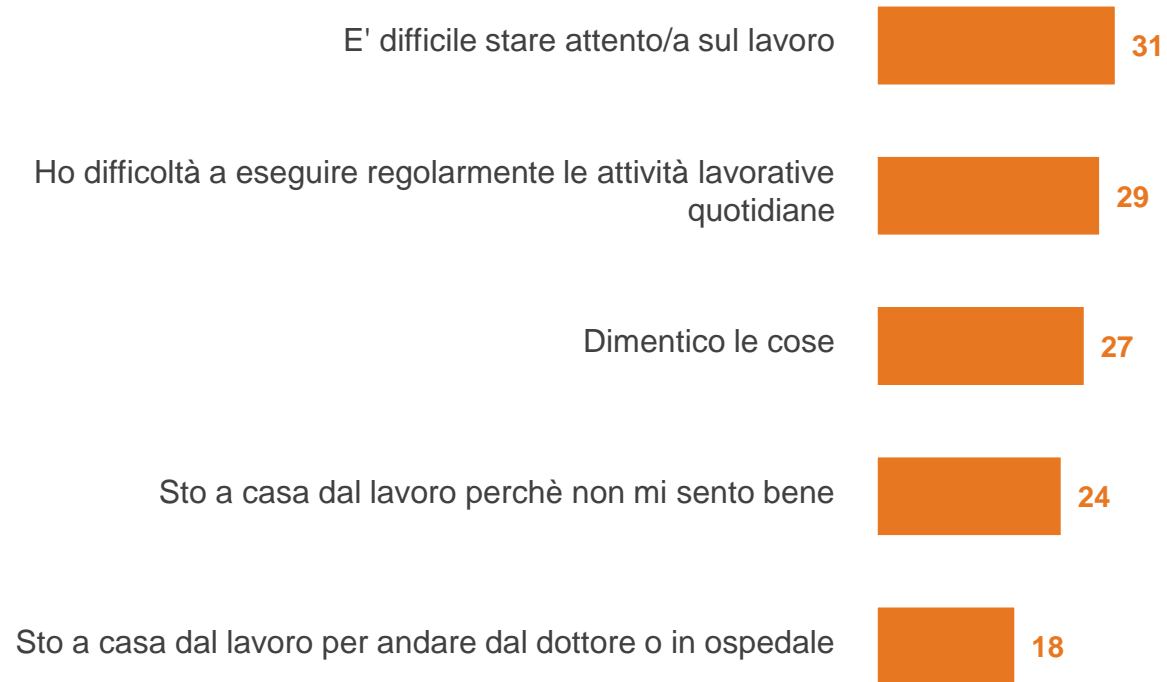 E' difficile stare attento/a sul lavoro
31
Ho difficoltà a eseguire regolarmente le attività lavorative
quotidiane
29
Dimentico le cose
27
Sto a casa dal lavoro perchè non mi sento bene
24
Sto a casa dal lavoro per andare dal dottore o in ospedale
18